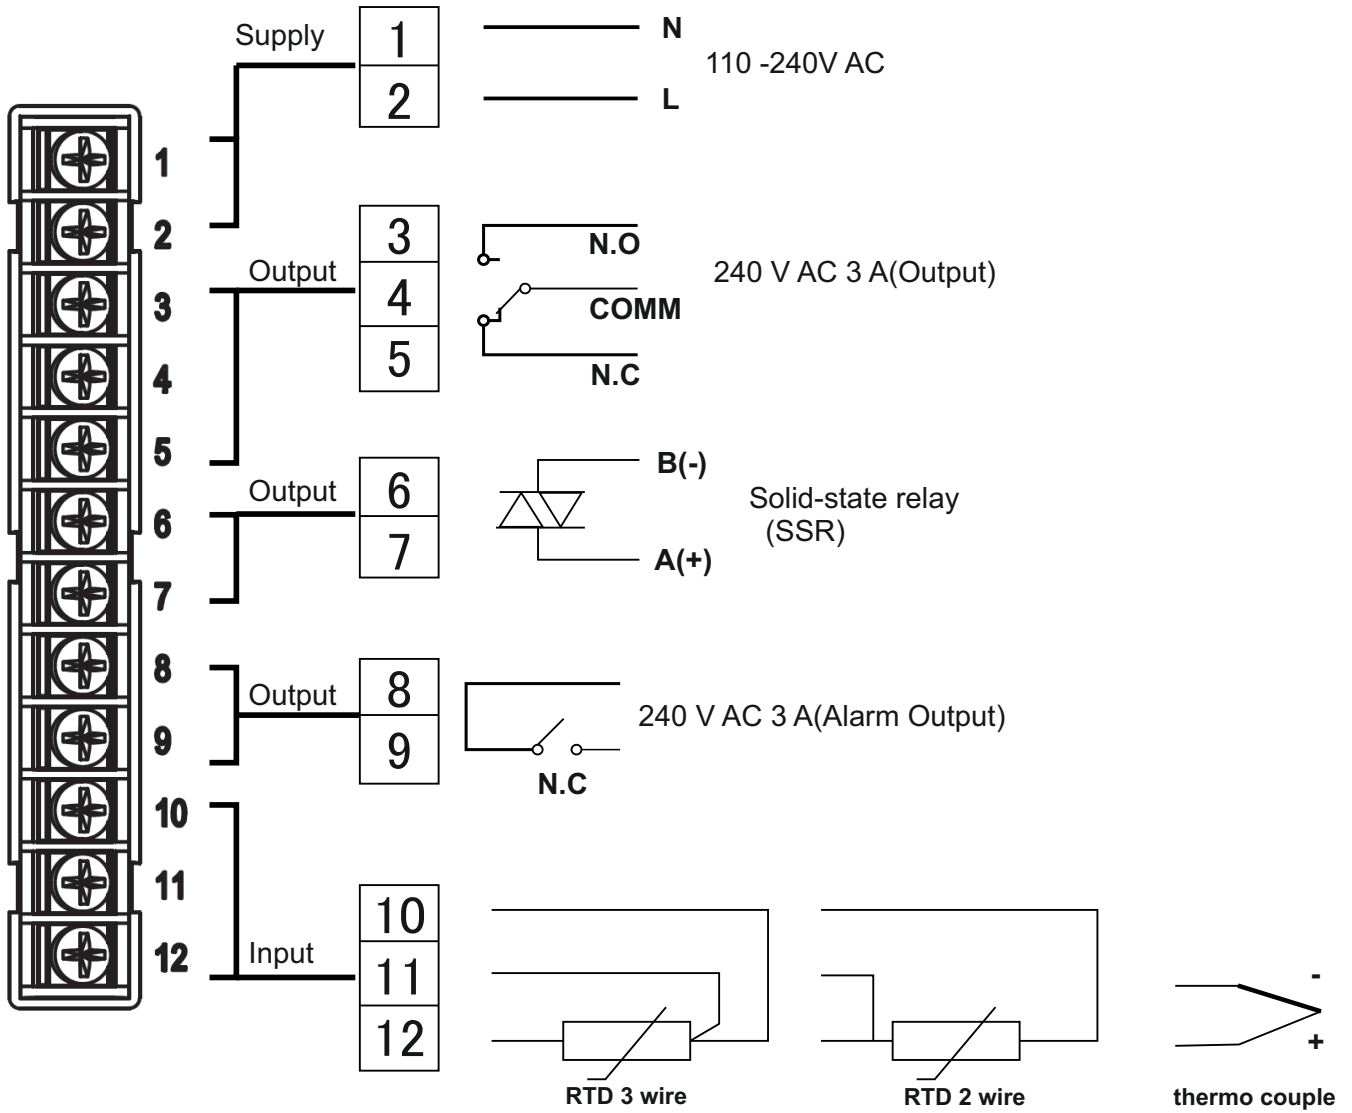 Supply
1
2
N
110 -240V AC
L
1
2
3
4
5
6
7
8
9
10
11
12
Output
3
4
5
N.O
COMM
N.C
240 V AC 3 A(Output)
Output
6
7
B(-)
A(+)
Solid-state relay
(SSR)
Output
8
9
N.C
240 V AC 3 A(Alarm Output)
Input
10
11
12
RTD 3 wire
RTD 2 wire
-
+
thermo couple